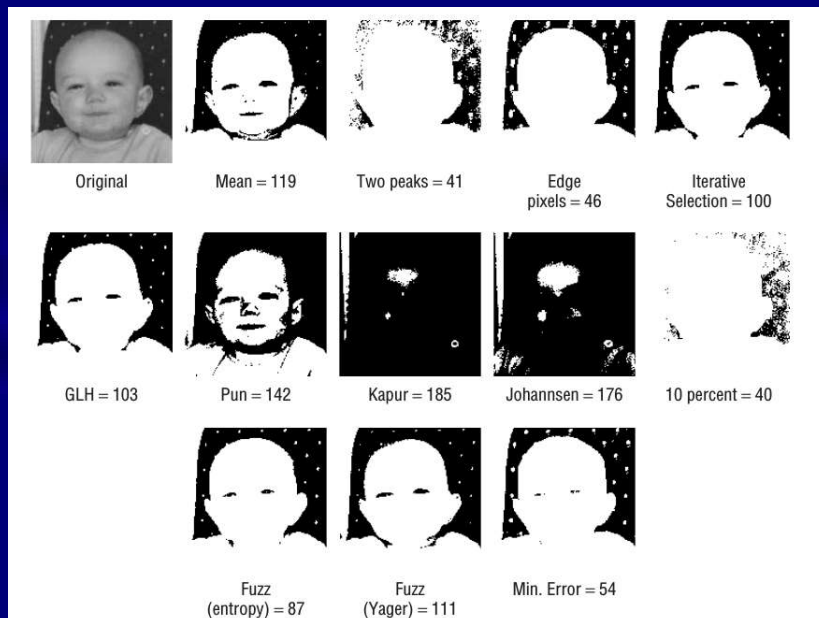 Original
Mean = 119
Two peaks = 41
Edge
pixels = 46
Iterative
Selection = 100
GLH = 103
Pun = 142
Kapur = 185
Johannsen = 176
10 percent = 40
Fuzz
(entropy) = 87
Fuzz
(Yager) = 111
Min. Error = 54